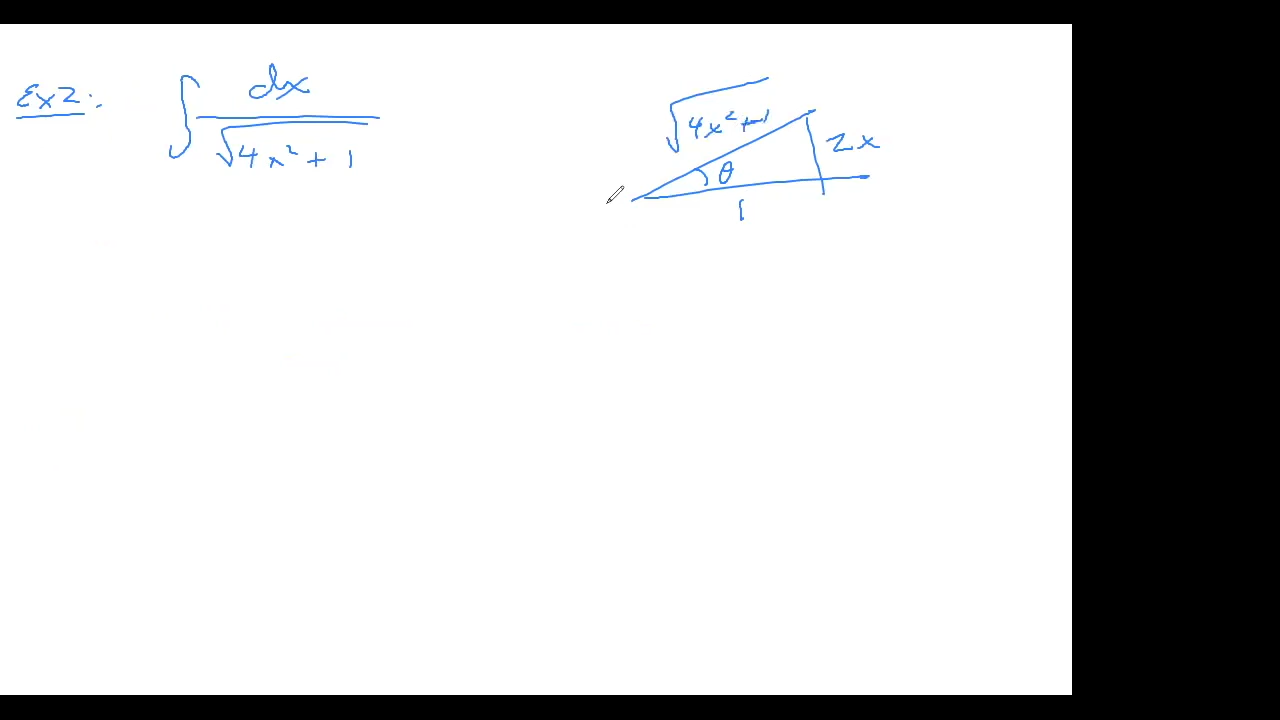 Ex2: ∫ dx / √(4x² + 1)
√(4x² + 1)
2x
θ
1